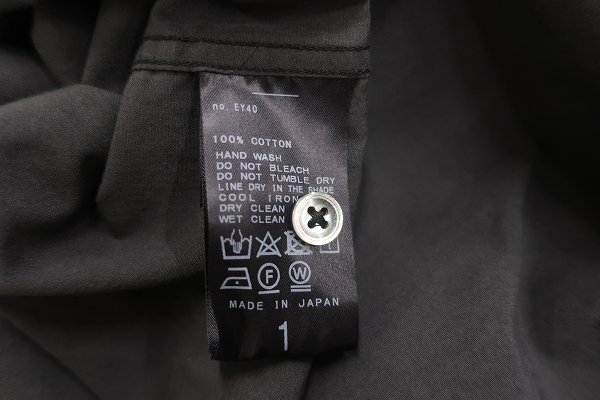 no. EY40
100% COTTON
HAND WASH
DO NOT BLEACH
DO NOT TUMBLE DRY
LINE DRY IN THE SHADE
COOL IRON
DRY CLEAN
WET CLEAN
F W
MADE IN JAPAN
1